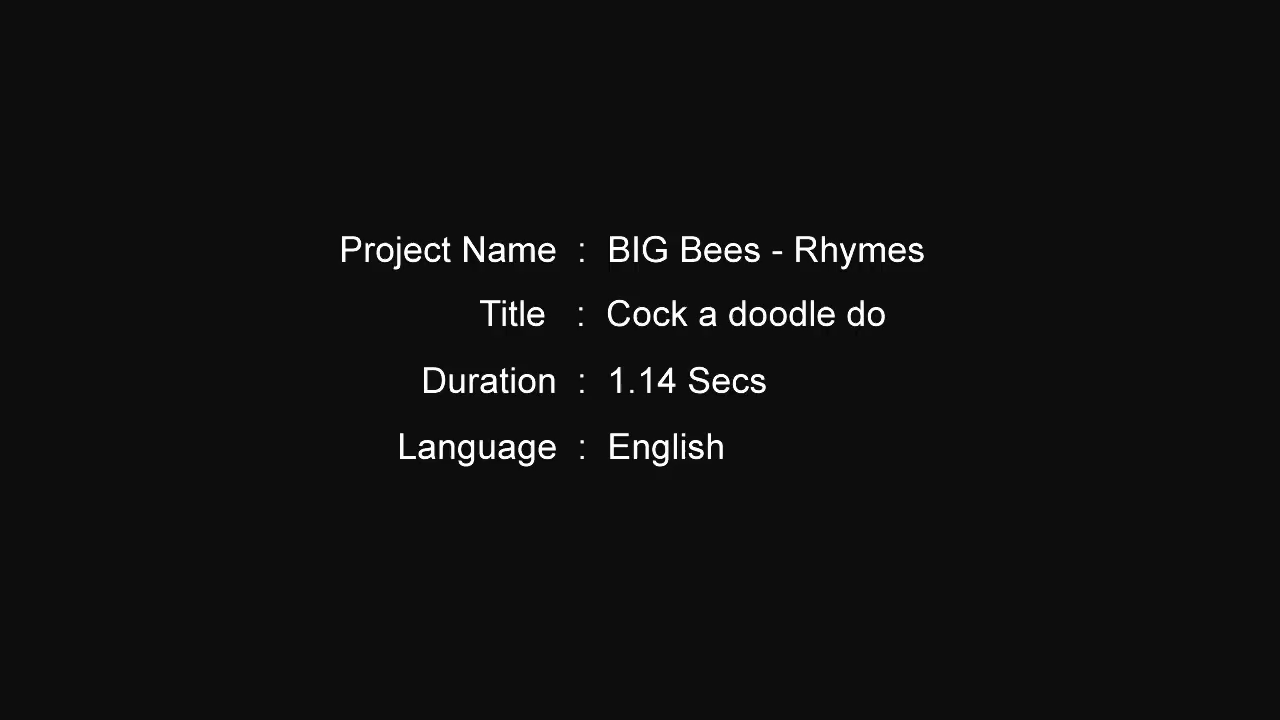 Project Name : BIG Bees - Rhymes
Title : Cock a doodle do
Duration : 1.14 Secs
Language : English